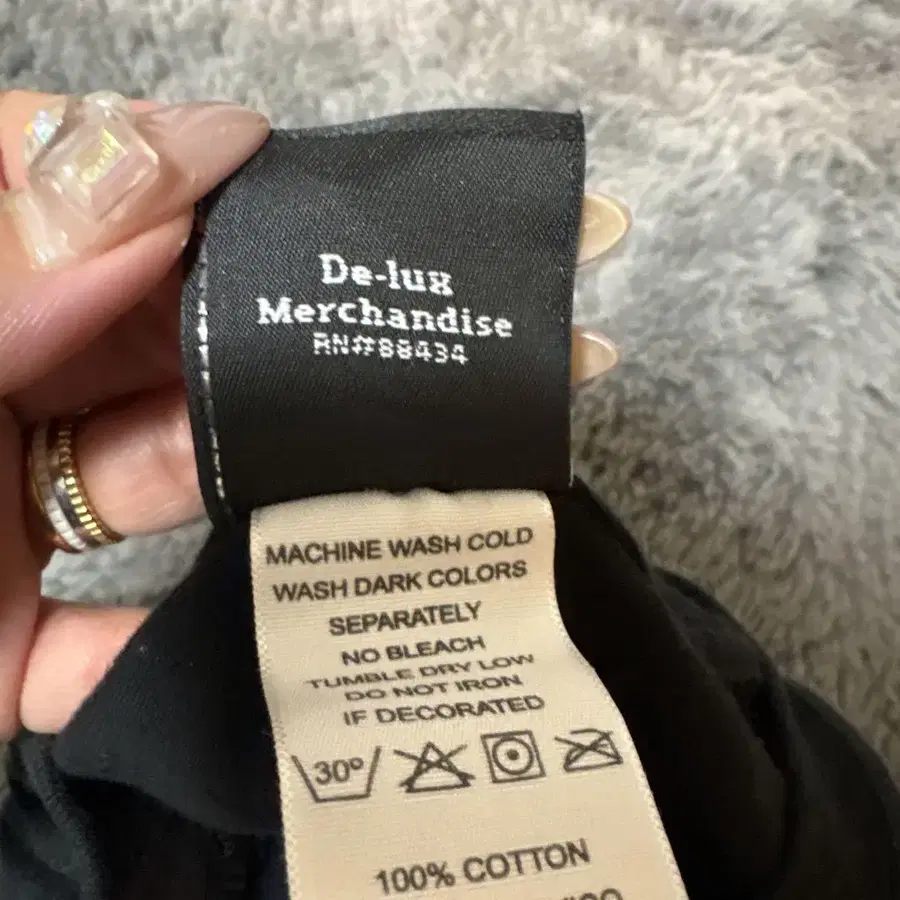 De-lux
Merchandise
RN#88434
MACHINE WASH COLD
WASH DARK COLORS
SEPARATELY
NO BLEACH
TUMBLE DRY LOW
DO NOT IRON
IF DECORATED
30º
100% COTTON